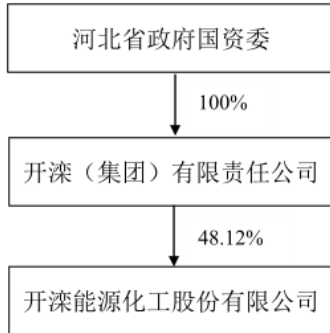 河北省政府国资委
100%
开滦（集团）有限责任公司
48.12%
开滦能源化工股份有限公司